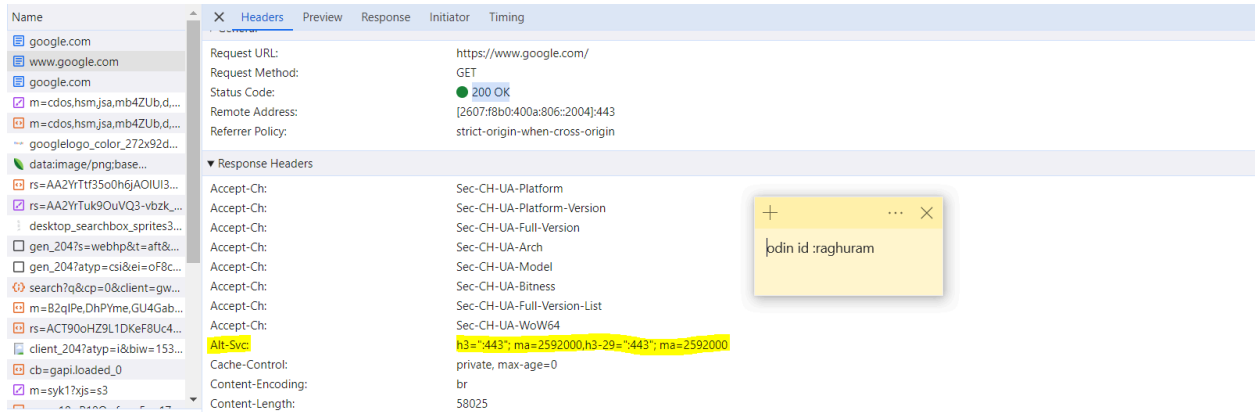 Name
google.com
www.google.com
google.com
m=cdos,hsm,jsa,mb4ZUb,d,...
m=cdos,hsm,jsa,mb4ZUb,d,...
googlelogo_color_272x92d...
data:image/png;base...
rs=AA2YrTtf35o0h6jAOIUI3...
rs=AA2YrTuk9OuVQ3-vbzk_...
desktop_searchbox_sprites3...
gen_204?s=webhp&t=aft&...
gen_204?atyp=csi&ei=oF8c...
search?q&cp=0&client=gw...
m=B2qlPe,DhPYme,GU4Gab...
rs=ACT90oHZ9L1DKeF8Uc4...
client_204?atyp=i&biw=153...
cb=gapi.loaded_0
m=syk1?xjs=s3
Headers Preview Response Initiator Timing
Request URL: https://www.google.com/
Request Method: GET
Status Code: 200 OK
Remote Address: [2607:f8b0:400a:806::2004]:443
Referrer Policy: strict-origin-when-cross-origin
Response Headers
Accept-Ch: Sec-CH-UA-Platform
Accept-Ch: Sec-CH-UA-Platform-Version
Accept-Ch: Sec-CH-UA-Full-Version
Accept-Ch: Sec-CH-UA-Arch
Accept-Ch: Sec-CH-UA-Model
Accept-Ch: Sec-CH-UA-Bitness
Accept-Ch: Sec-CH-UA-Full-Version-List
Accept-Ch: Sec-CH-UA-WoW64
Alt-Svc: h3=":443"; ma=2592000,h3-29=":443"; ma=2592000
Cache-Control: private, max-age=0
Content-Encoding: br
Content-Length: 58025
odin id :raghuram